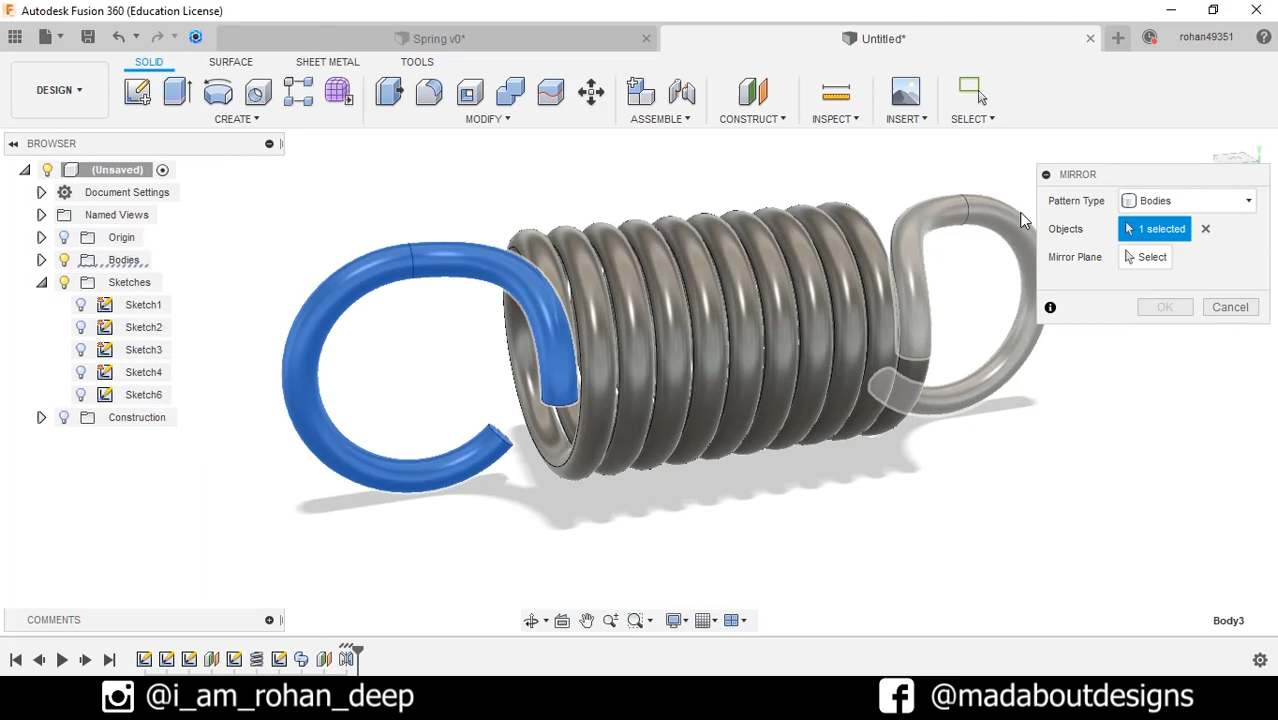 Autodesk Fusion 360 (Education License)
Spring v0*
Untitled*
rohan49351
DESIGN
SOLID
SURFACE
SHEET METAL
TOOLS
CREATE
MODIFY
ASSEMBLE
CONSTRUCT
INSPECT
INSERT
SELECT
BROWSER
(Unsaved)
Document Settings
Named Views
Origin
Bodies
Sketches
Sketch1
Sketch2
Sketch3
Sketch4
Sketch6
Construction
MIRROR
Pattern Type Bodies
Objects 1 selected
Mirror Plane Select
OK Cancel
COMMENTS
Body3
@i_am_rohan_deep
@madaboutdesigns